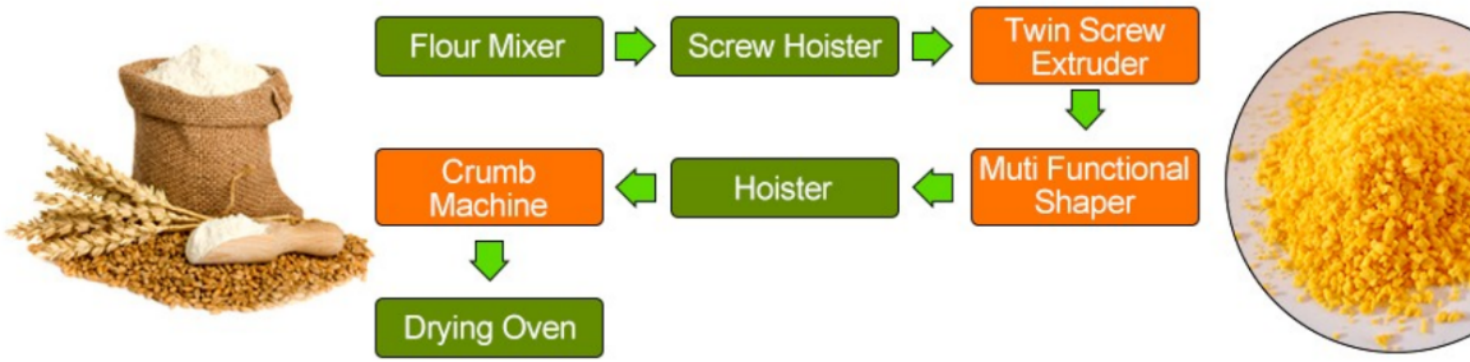 Flour Mixer
Screw Hoister
Twin Screw
Extruder
Muti Functional
Shaper
Hoister
Crumb
Machine
Drying Oven